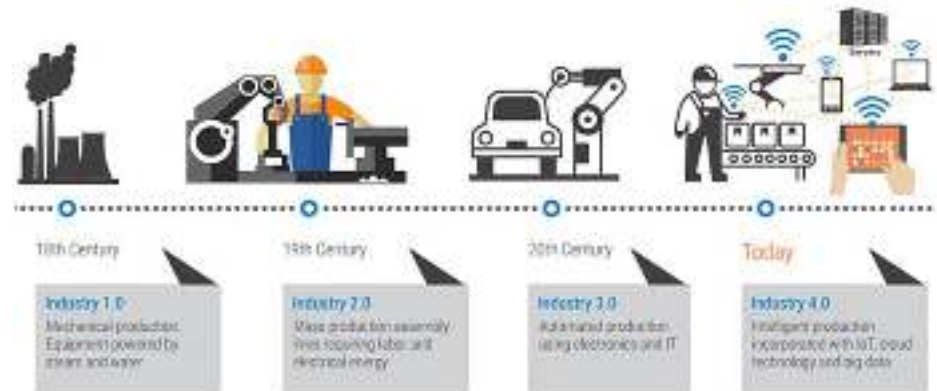 Servers
18th Century
19th Century
20th Century
Today
Industry 1.0
Mechanical production.
Equipment powered by
steam and water
Industry 2.0
Mass production assembly
lines requiring labor and
electrical energy
Industry 3.0
Automated production
using electronics and IT
Industry 4.0
Intelligent production
incorporated with IoT, cloud
technology and big data